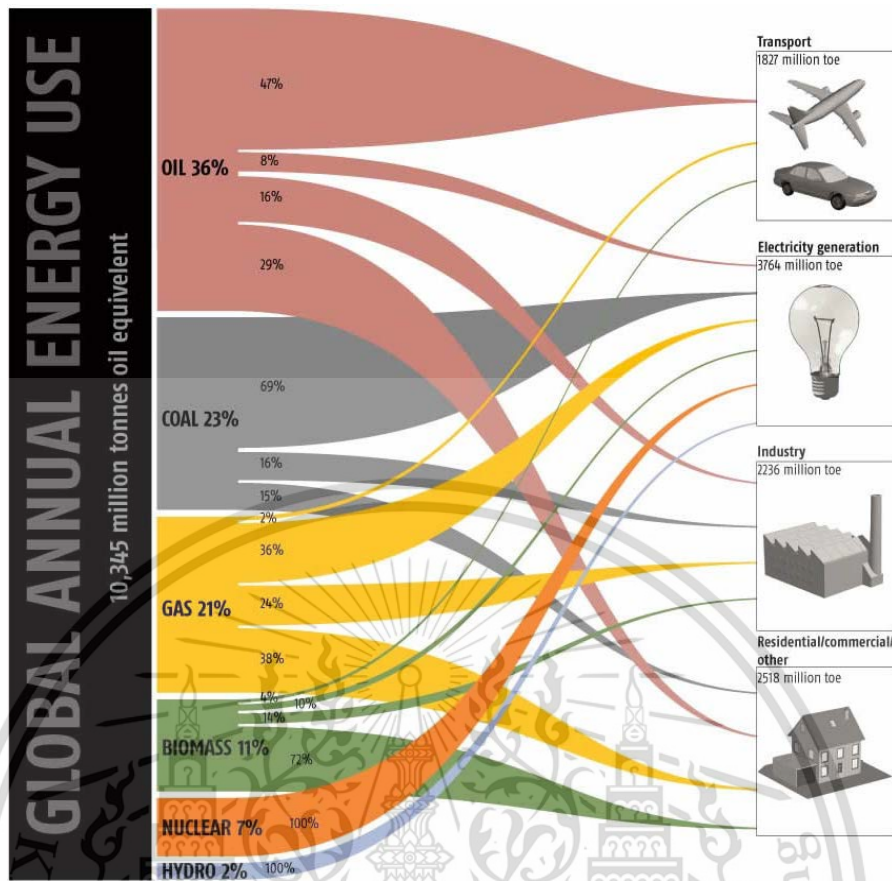 GLOBAL ANNUAL ENERGY USE
10,345 million tonnes oil equivelent
OIL 36%
47%
8%
16%
29%
COAL 23%
69%
16%
15%
GAS 21%
2%
36%
24%
38%
BIOMASS 11%
4%
10%
14%
72%
NUCLEAR 7%
100%
HYDRO 2%
100%
Transport
1827 million toe
Electricity generation
3764 million toe
Industry
2236 million toe
Residential/commercial/
other
2518 million toe